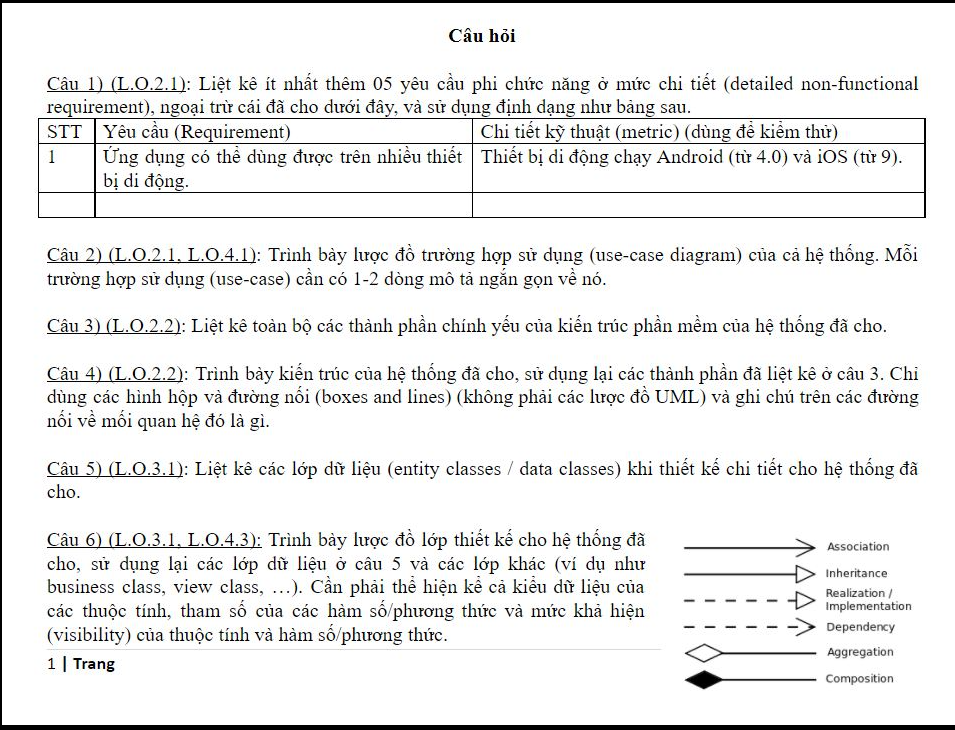 Câu hỏi
Câu 1) (L.O.2.1): Liệt kê ít nhất thêm 05 yêu cầu phi chức năng ở mức chi tiết (detailed non-functional
requirement), ngoại trừ cái đã cho dưới đây, và sử dụng định dạng như bảng sau.
STT Yêu cầu (Requirement) Chi tiết kỹ thuật (metric) (dùng để kiểm thử)
1 Ứng dụng có thể dùng được trên nhiều thiết Thiết bị di động chạy Android (từ 4.0) và iOS (từ 9).
bị di động.
Câu 2) (L.O.2.1, L.O.4.1): Trình bày lược đồ trường hợp sử dụng (use-case diagram) của cả hệ thống. Mỗi
trường hợp sử dụng (use-case) cần có 1-2 dòng mô tả ngắn gọn về nó.
Câu 3) (L.O.2.2): Liệt kê toàn bộ các thành phần chính yếu của kiến trúc phần mềm của hệ thống đã cho.
Câu 4) (L.O.2.2): Trình bày kiến trúc của hệ thống đã cho, sử dụng lại các thành phần đã liệt kê ở câu 3. Chỉ
dùng các hình hộp và đường nối (boxes and lines) (không phải các lược đồ UML) và ghi chú trên các đường
nối về mối quan hệ đó là gì.
Câu 5) (L.O.3.1): Liệt kê các lớp dữ liệu (entity classes / data classes) khi thiết kế chi tiết cho hệ thống đã
cho.
Câu 6) (L.O.3.1, L.O.4.3): Trình bày lược đồ lớp thiết kế cho hệ thống đã
cho, sử dụng lại các lớp dữ liệu ở câu 5 và các lớp khác (ví dụ như
business class, view class, …). Cần phải thể hiện kể cả kiểu dữ liệu của
các thuộc tính, tham số của các hàm số/phương thức và mức khả hiện
(visibility) của thuộc tính và hàm số/phương thức.
1 | Trang
Association
Inheritance
Realization /
Implementation
Dependency
Aggregation
Composition